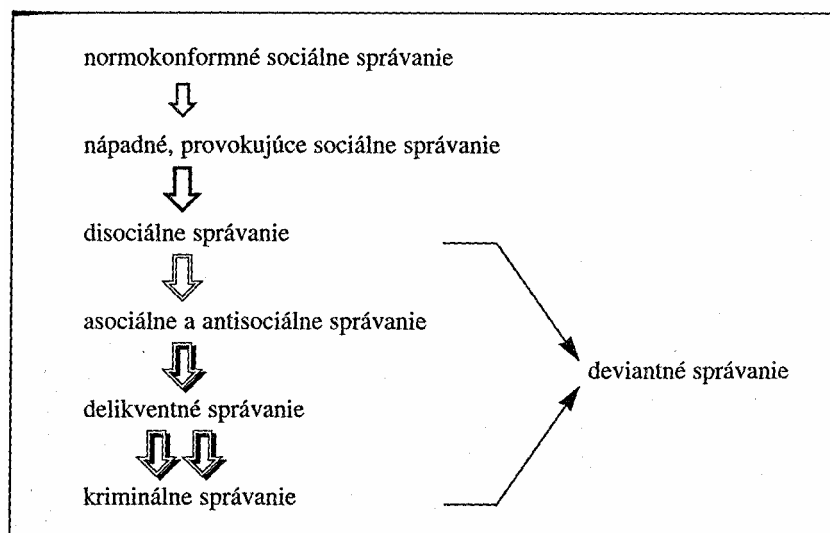 normokonformné sociálne správanie
nápadné, provokujúce sociálne správanie
disociálne správanie
asociálne a antisociálne správanie
deviantné správanie
delikventné správanie
kriminálne správanie